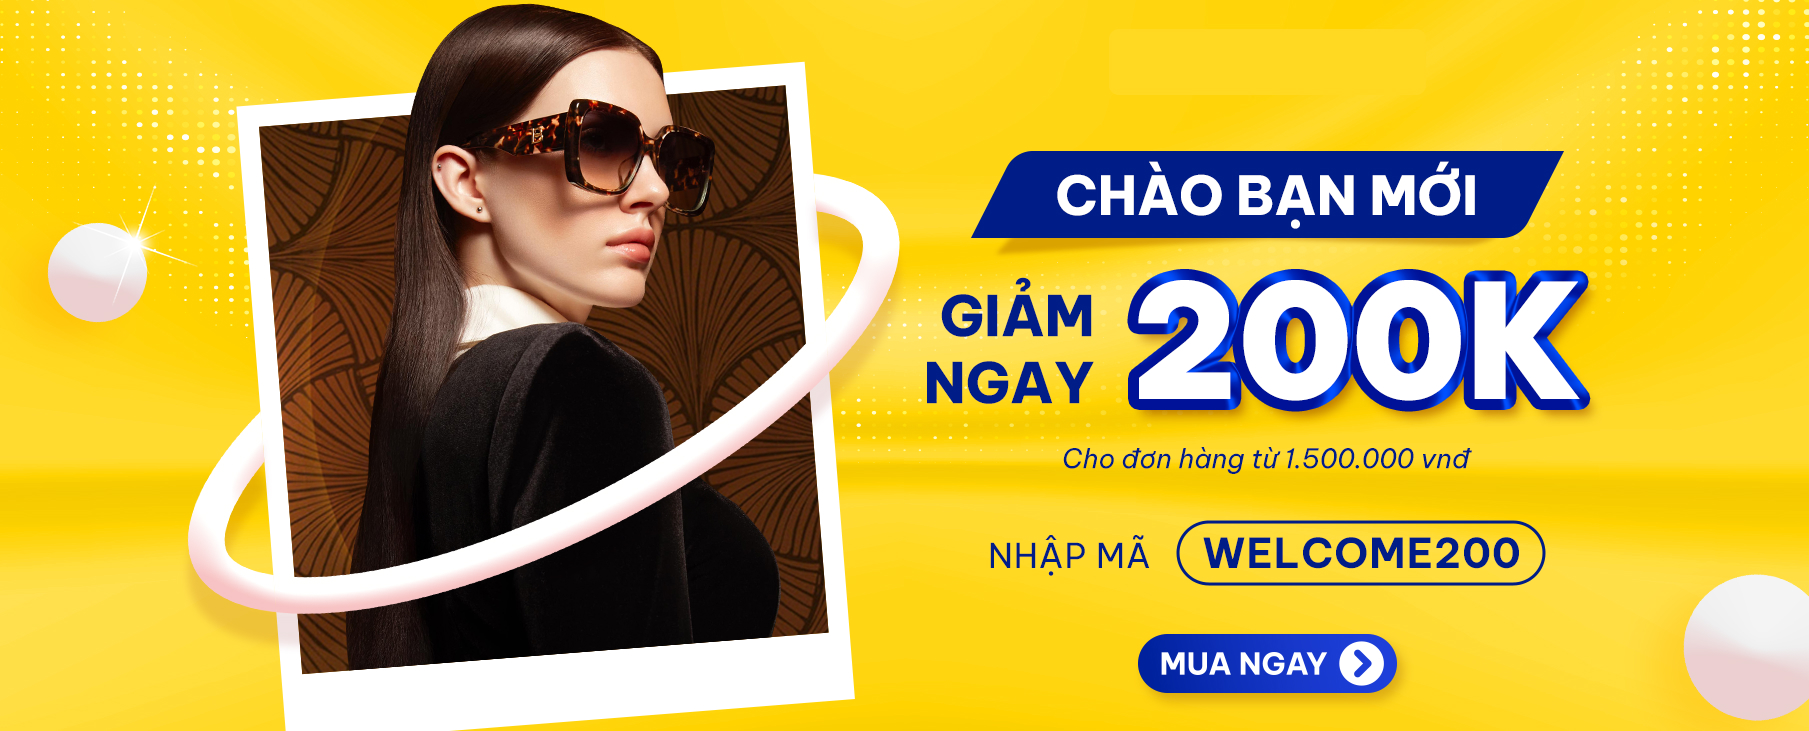 CHÀO BẠN MỚI
GIẢM
NGAY
200K
Cho đơn hàng từ 1.500.000 vnđ
NHẬP MÃ WELCOME200
MUA NGAY